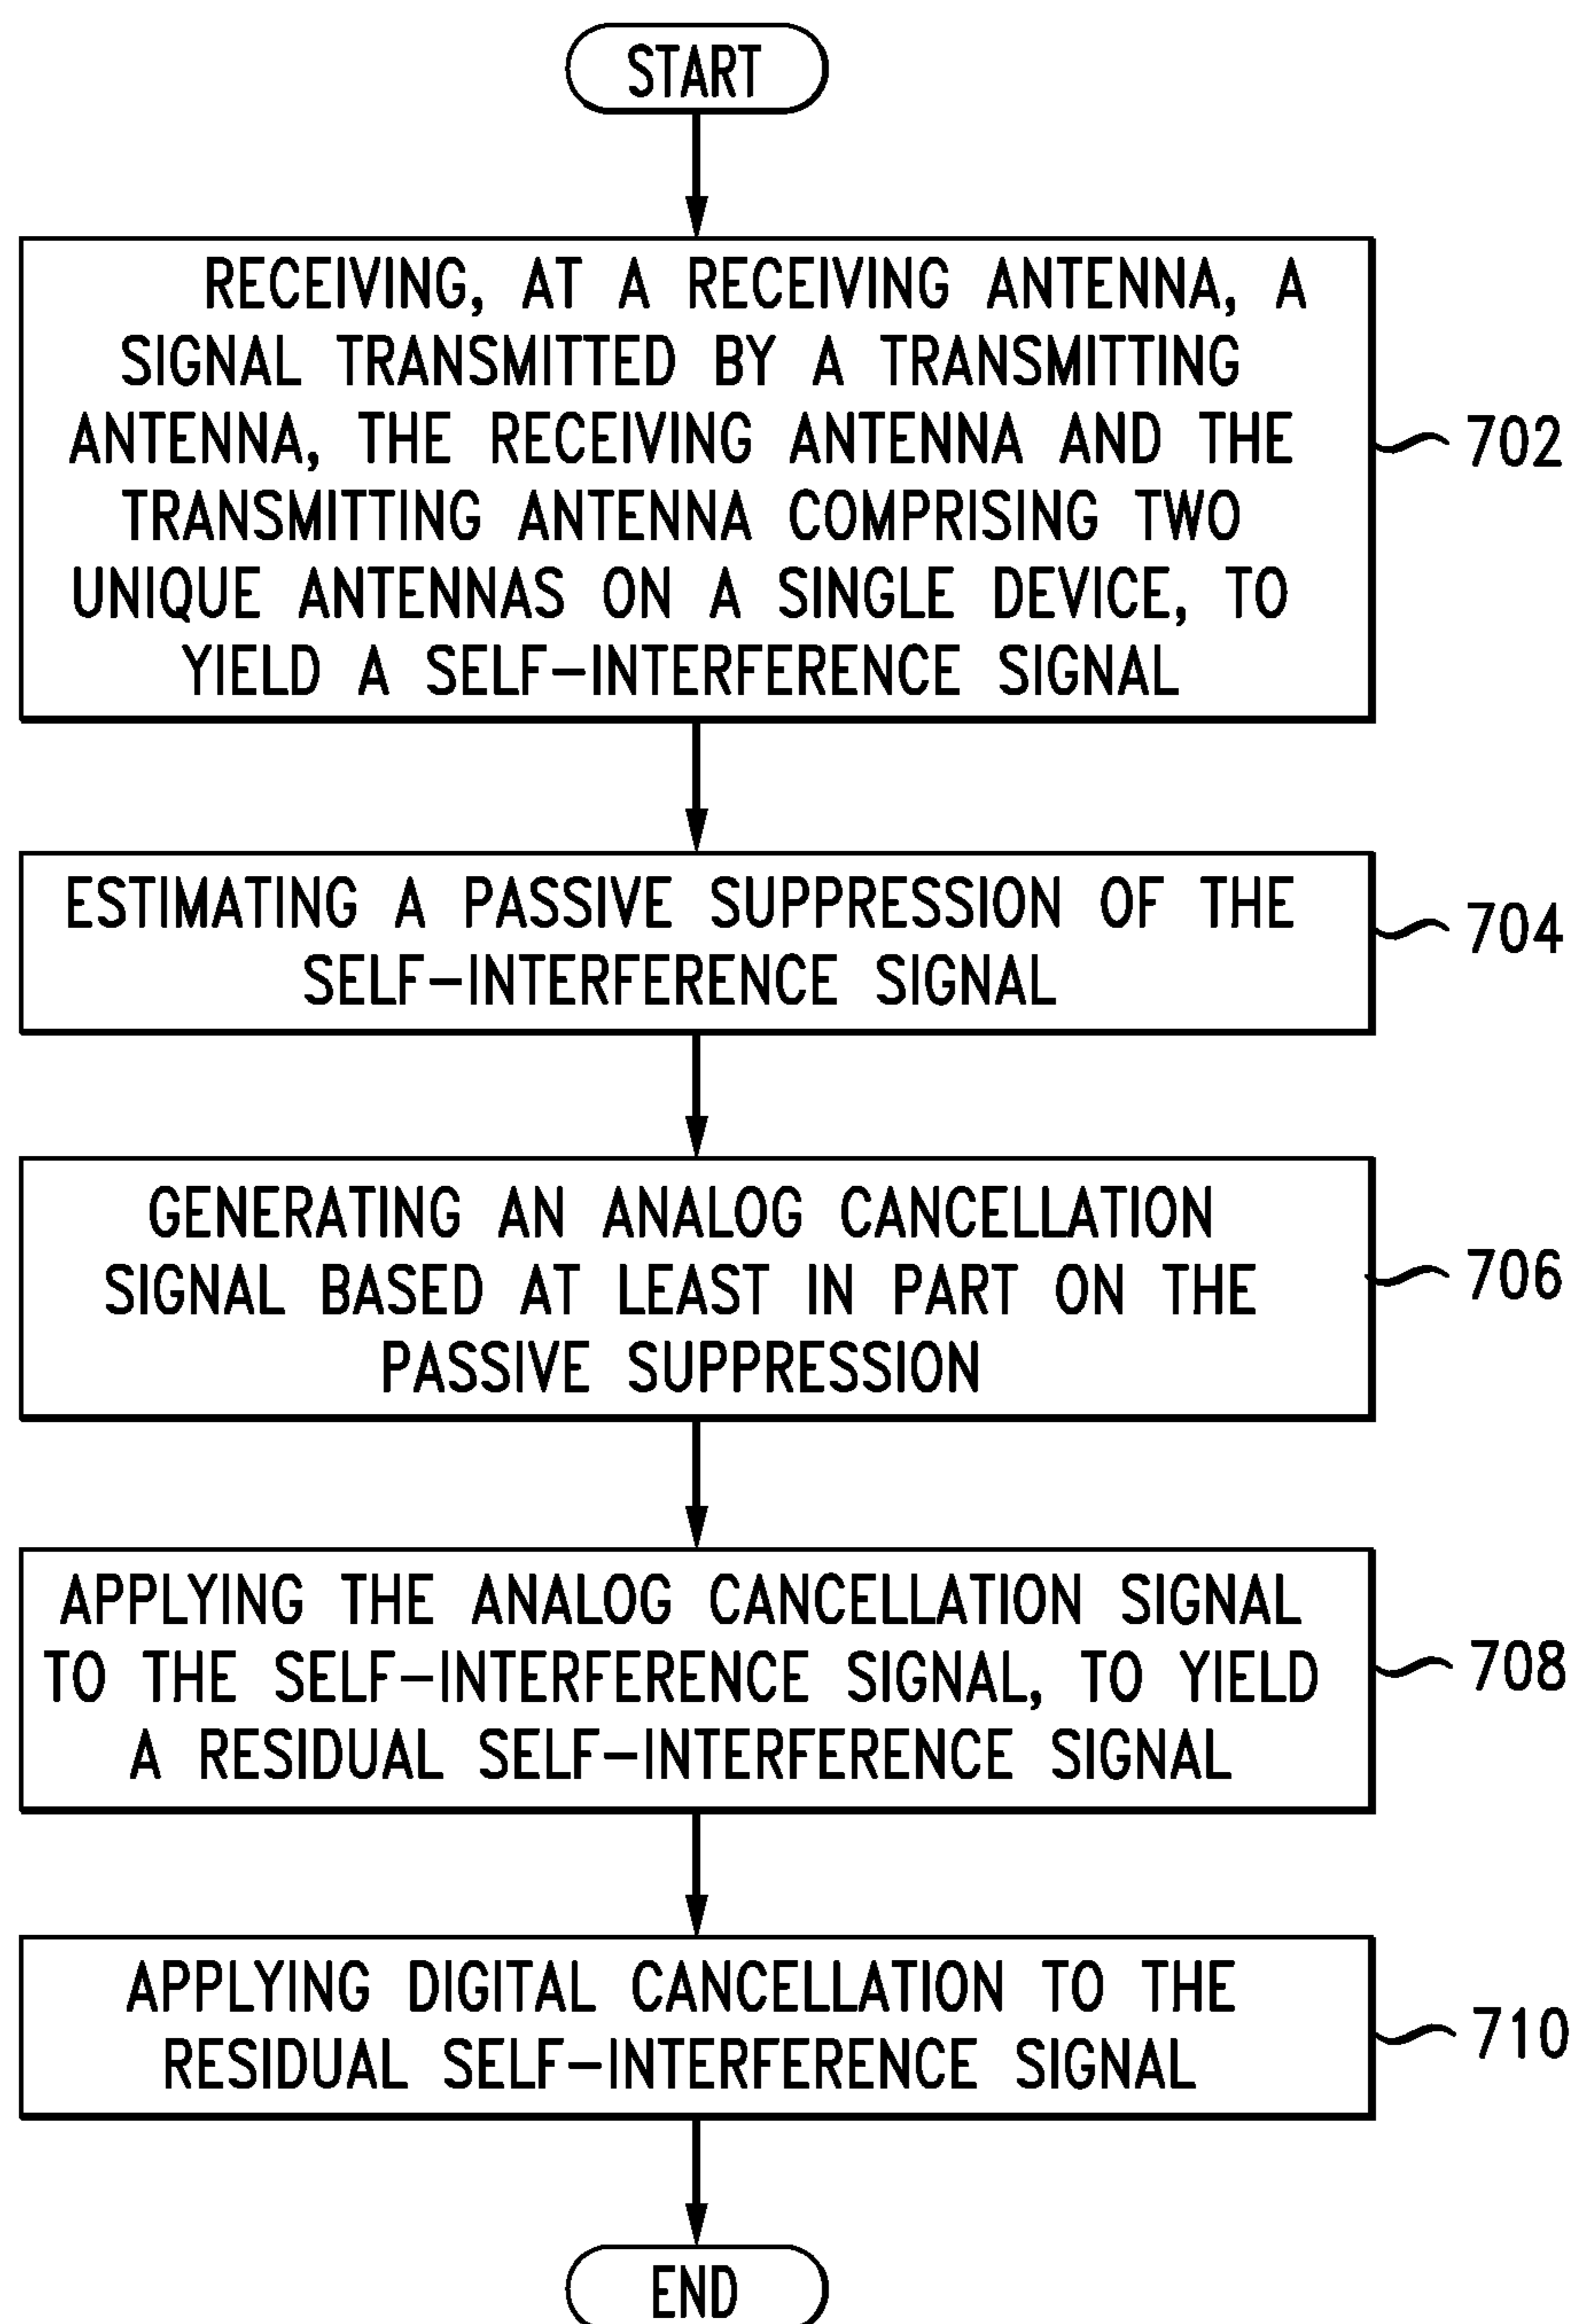 START
RECEIVING, AT A RECEIVING ANTENNA, A
SIGNAL TRANSMITTED BY A TRANSMITTING
ANTENNA, THE RECEIVING ANTENNA AND THE
TRANSMITTING ANTENNA COMPRISING TWO
UNIQUE ANTENNAS ON A SINGLE DEVICE, TO
YIELD A SELF-INTERFERENCE SIGNAL
702
ESTIMATING A PASSIVE SUPPRESSION OF THE
SELF-INTERFERENCE SIGNAL
704
GENERATING AN ANALOG CANCELLATION
SIGNAL BASED AT LEAST IN PART ON THE
PASSIVE SUPPRESSION
706
APPLYING THE ANALOG CANCELLATION SIGNAL
TO THE SELF-INTERFERENCE SIGNAL, TO YIELD
A RESIDUAL SELF-INTERFERENCE SIGNAL
708
APPLYING DIGITAL CANCELLATION TO THE
RESIDUAL SELF-INTERFERENCE SIGNAL
710
END